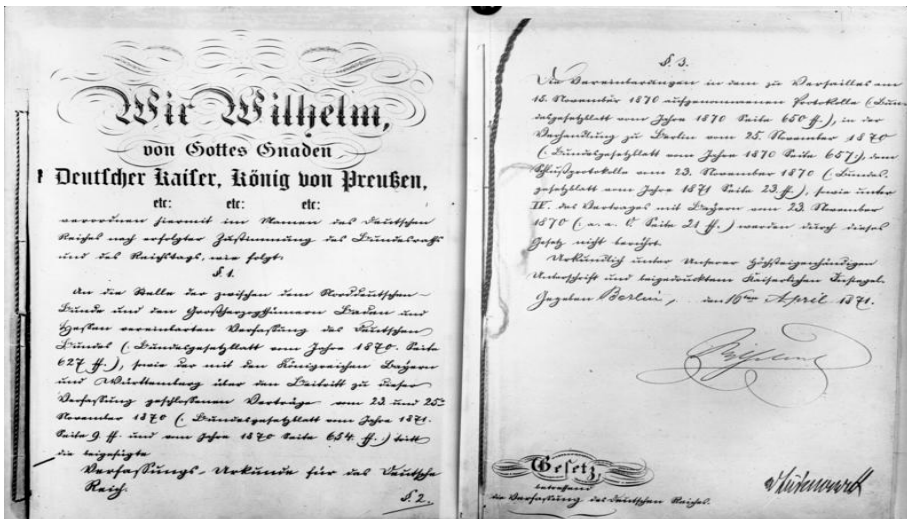 Wir Wilhelm,
von Gottes Gnaden
Deutscher Kaiser, König von Preußen,
etc: etc: etc:
verordnen hiermit im Namen des Deutschen
Reiches nach erfolgter Zustimmung des Bundesraths
und des Reichstags, wie folgt:
§ 1.
An die Stelle der zwischen dem Norddeutschen
Bunde und den Großherzogthümern Baden und
Hessen vereinbarten Verfassung des Deutschen
Bundes (Bundesgesetzblatt vom Jahre 1870. Seite
627 ff.), sowie der mit den Königreichen Bayern
und Württemberg über den Beitritt zu dieser
Verfassung geschlossenen Verträge vom 23. und 25.
November 1870 (Bundesgesetzblatt vom Jahre 1871.
Seite 9. ff. und vom Jahre 1870 Seite 654. ff.) tritt
die beigefügte
Verfassungs-Urkunde für das Deutsche
Reich.
§. 2.
§. 3.
Die Vereinbarungen in dem zu Versailles am
15. November 1870 aufgenommenen Protokolle (Bun-
desgesetzblatt vom Jahre 1870 Seite 650 ff.), in der
Verhandlung zu Berlin vom 25. November 1870
(Bundesgesetzblatt vom Jahre 1870 Seite 657.), dem
Schlußprotokolle vom 23. November 1870 (Bundes-
gesetzblatt vom Jahre 1871 Seite 23. ff.), sowie unter
IV. des Vertrages mit Bayern vom 23. November
1870 (a. a. O. Seite 21 ff.) werden durch dieses
Gesetz nicht berührt.
Urkundlich unter Unserer Höchsteigenhändigen
Unterschrift und beigedrucktem Kaiserlichen Insiegel.
Gegeben Berlin, den 16ten April 1871.
Wilhelm
Gesetz,
betreffend
die Verfassung des Deutschen Reiches.
v Bismarck